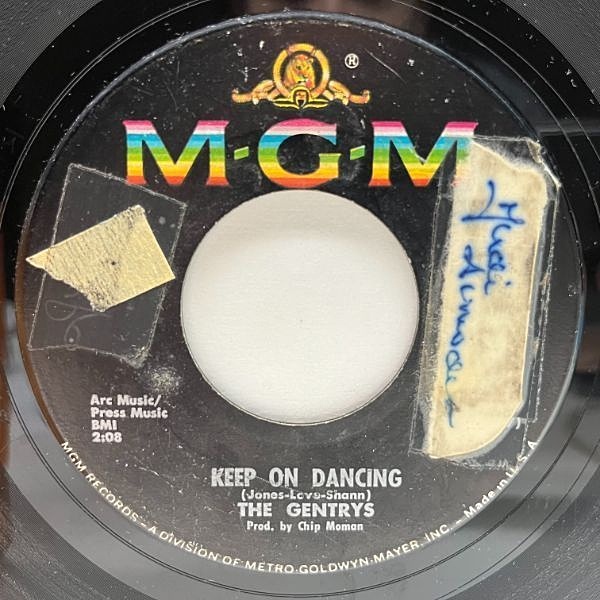 ®
M·G·M
Arc Music/
Press Music
BMI
2:08
KEEP ON DANCING
(Jones-Love-Shann)
THE GENTRYS
Prod. by Chip Moman
MGM RECORDS – A DIVISION OF METRO-GOLDWYN-MAYER, INC. – Made in U.S.A